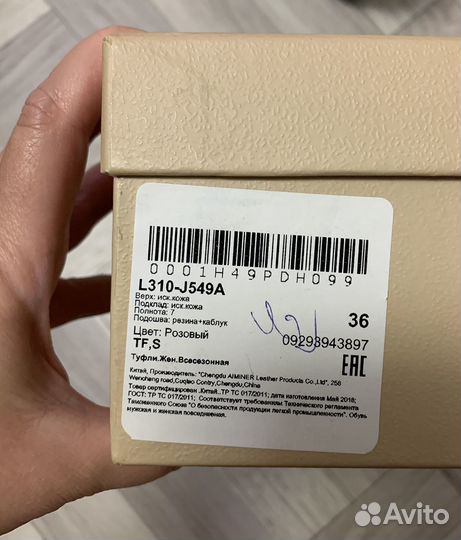 0001H49PDH099
L310-J549A
Верх: иск.кожа
Подклад: иск.кожа
Полнота: 7
Подошва: резина+каблук
36
Цвет: Розовый
09293943897
TF,S
EAC
Туфли.Жен.Всесезонная
Китай, Производитель: "Chengdu AIMINER Leather Products Co.,Ltd", 256
Wencheng road,Cuqiao Contry,Chengdu,China
Товар сертифицирован .Китай..ТР ТС 017/2011; дата изготовления Май 2018;
ГОСТ: ТР ТС 017/2011; Соответствует требованиям Технического регламента
Таможенного Союза "О безопасности продукции легкой промышленности". Обувь
мужская и женская повседневная.
Avito